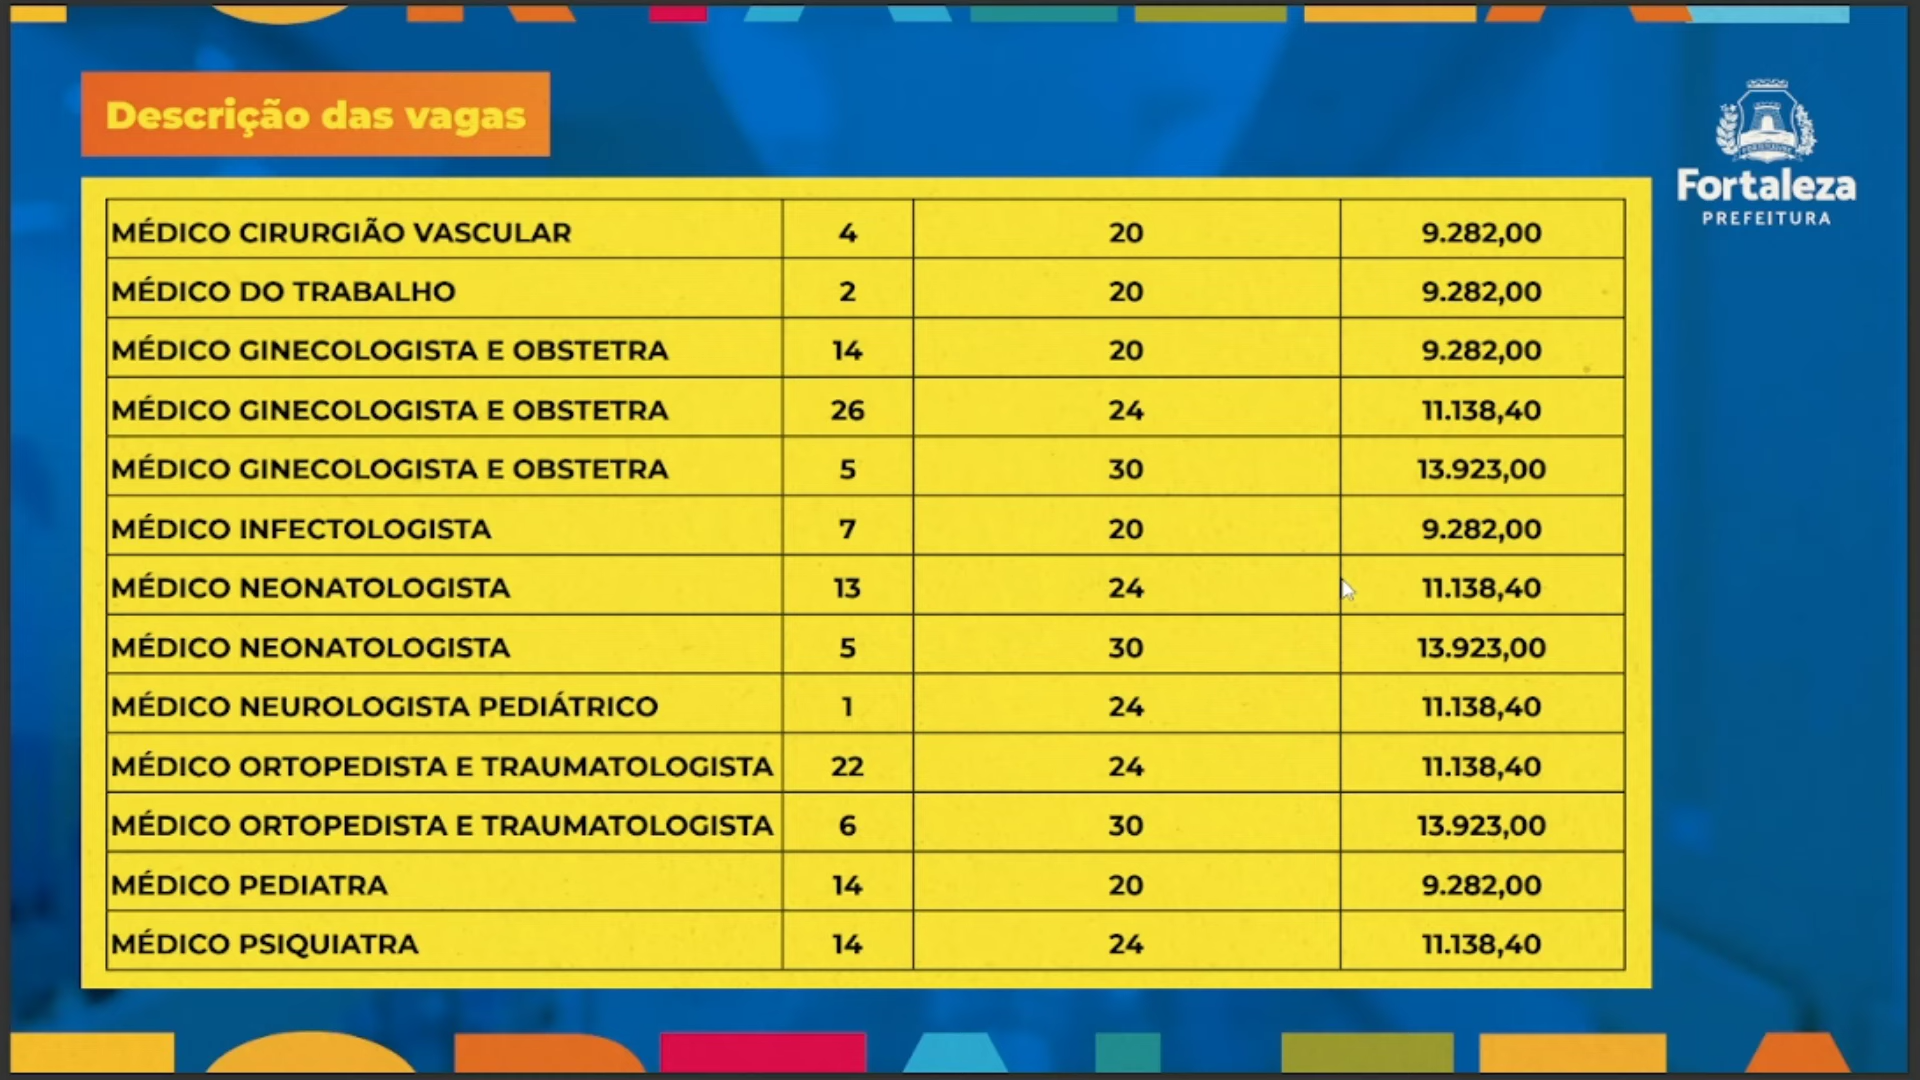 Descrição das vagas
Fortaleza
PREFEITURA
MÉDICO CIRURGIÃO VASCULAR 4 20 9.282,00
MÉDICO DO TRABALHO 2 20 9.282,00
MÉDICO GINECOLOGISTA E OBSTETRA 14 20 9.282,00
MÉDICO GINECOLOGISTA E OBSTETRA 26 24 11.138,40
MÉDICO GINECOLOGISTA E OBSTETRA 5 30 13.923,00
MÉDICO INFECTOLOGISTA 7 20 9.282,00
MÉDICO NEONATOLOGISTA 13 24 11.138,40
MÉDICO NEONATOLOGISTA 5 30 13.923,00
MÉDICO NEUROLOGISTA PEDIÁTRICO 1 24 11.138,40
MÉDICO ORTOPEDISTA E TRAUMATOLOGISTA 22 24 11.138,40
MÉDICO ORTOPEDISTA E TRAUMATOLOGISTA 6 30 13.923,00
MÉDICO PEDIATRA 14 20 9.282,00
MÉDICO PSIQUIATRA 14 24 11.138,40